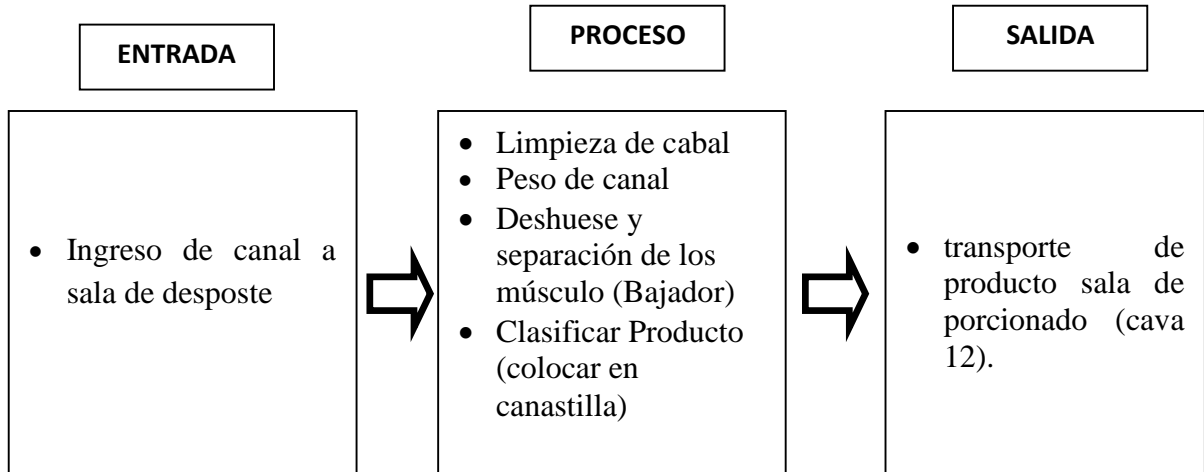 ENTRADA
PROCESO
SALIDA
• Ingreso de canal a
sala de desposte
• Limpieza de cabal
• Peso de canal
• Deshuese y
separación de los
músculo (Bajador)
• Clasificar Producto
(colocar en
canastilla)
• transporte de
producto sala de
porcionado (cava
12).